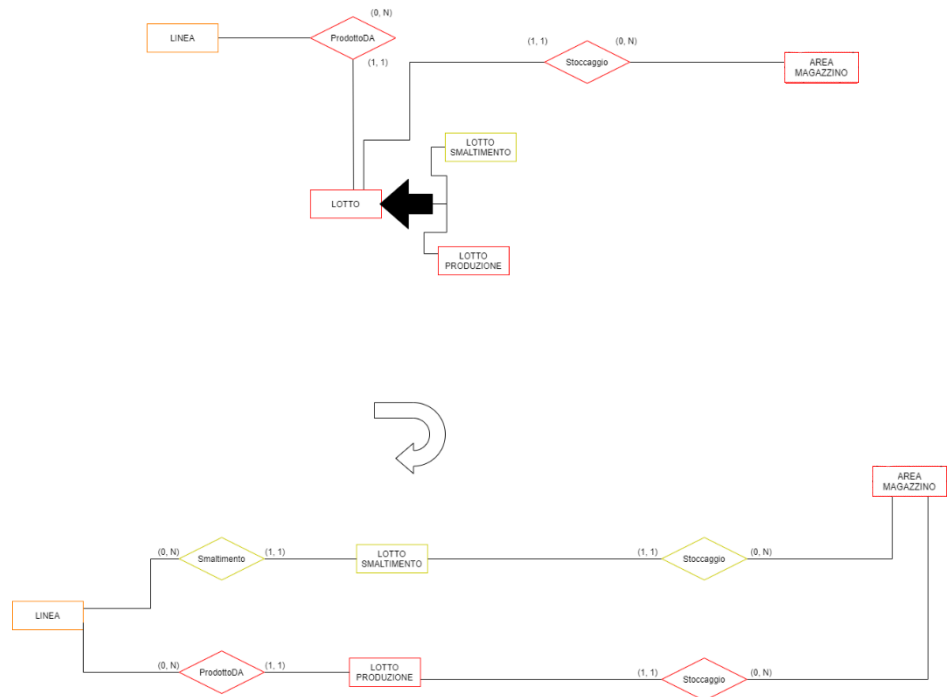 (0, N)
LINEA
ProdottoDA
(1, 1)
(1, 1)
(0, N)
Stoccaggio
AREA
MAGAZZINO
LOTTO
SMALTIMENTO
LOTTO
LOTTO
PRODUZIONE
AREA
MAGAZZINO
(0, N)
Smaltimento
(1, 1)
LOTTO
SMALTIMENTO
(1, 1)
Stoccaggio
(0, N)
LINEA
(0, N)
ProdottoDA
(1, 1)
LOTTO
PRODUZIONE
(1, 1)
Stoccaggio
(0, N)